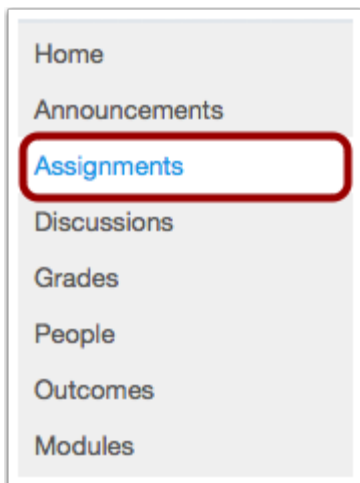 Home
Announcements
Assignments
Discussions
Grades
People
Outcomes
Modules